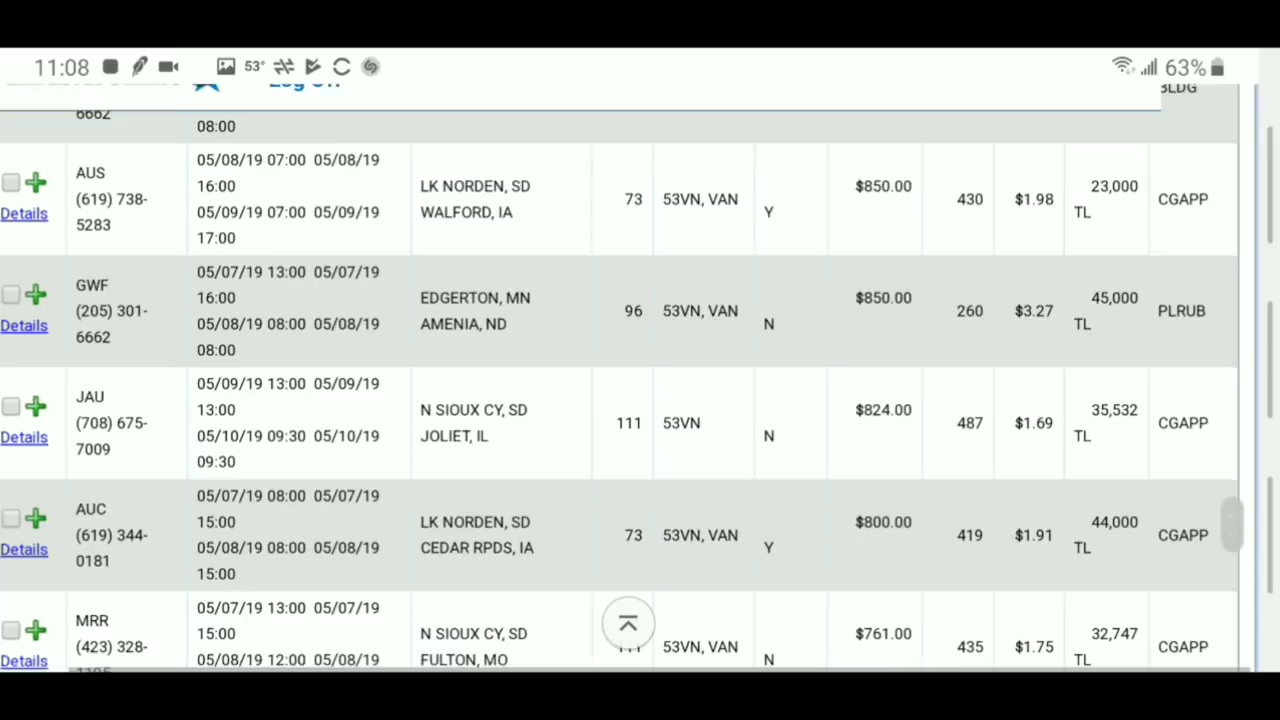 11:08 53° 63%
Log Off
BLDG
6662
08:00
AUS
(619) 738-
5283
Details
05/08/19 07:00 05/08/19
16:00
05/09/19 07:00 05/09/19
17:00
LK NORDEN, SD
WALFORD, IA
73
53VN, VAN
Y
$850.00
430
$1.98
23,000
TL
CGAPP
GWF
(205) 301-
6662
Details
05/07/19 13:00 05/07/19
16:00
05/08/19 08:00 05/08/19
08:00
EDGERTON, MN
AMENIA, ND
96
53VN, VAN
N
$850.00
260
$3.27
45,000
TL
PLRUB
JAU
(708) 675-
7009
Details
05/09/19 13:00 05/09/19
13:00
05/10/19 09:30 05/10/19
09:30
N SIOUX CY, SD
JOLIET, IL
111
53VN
N
$824.00
487
$1.69
35,532
TL
CGAPP
AUC
(619) 344-
0181
Details
05/07/19 08:00 05/07/19
15:00
05/08/19 08:00 05/08/19
15:00
LK NORDEN, SD
CEDAR RPDS, IA
73
53VN, VAN
Y
$800.00
419
$1.91
44,000
TL
CGAPP
MRR
(423) 328-
Details
05/07/19 13:00 05/07/19
15:00
05/08/19 12:00 05/08/19
N SIOUX CY, SD
FULTON, MO
53VN, VAN
N
$761.00
435
$1.75
32,747
TL
CGAPP